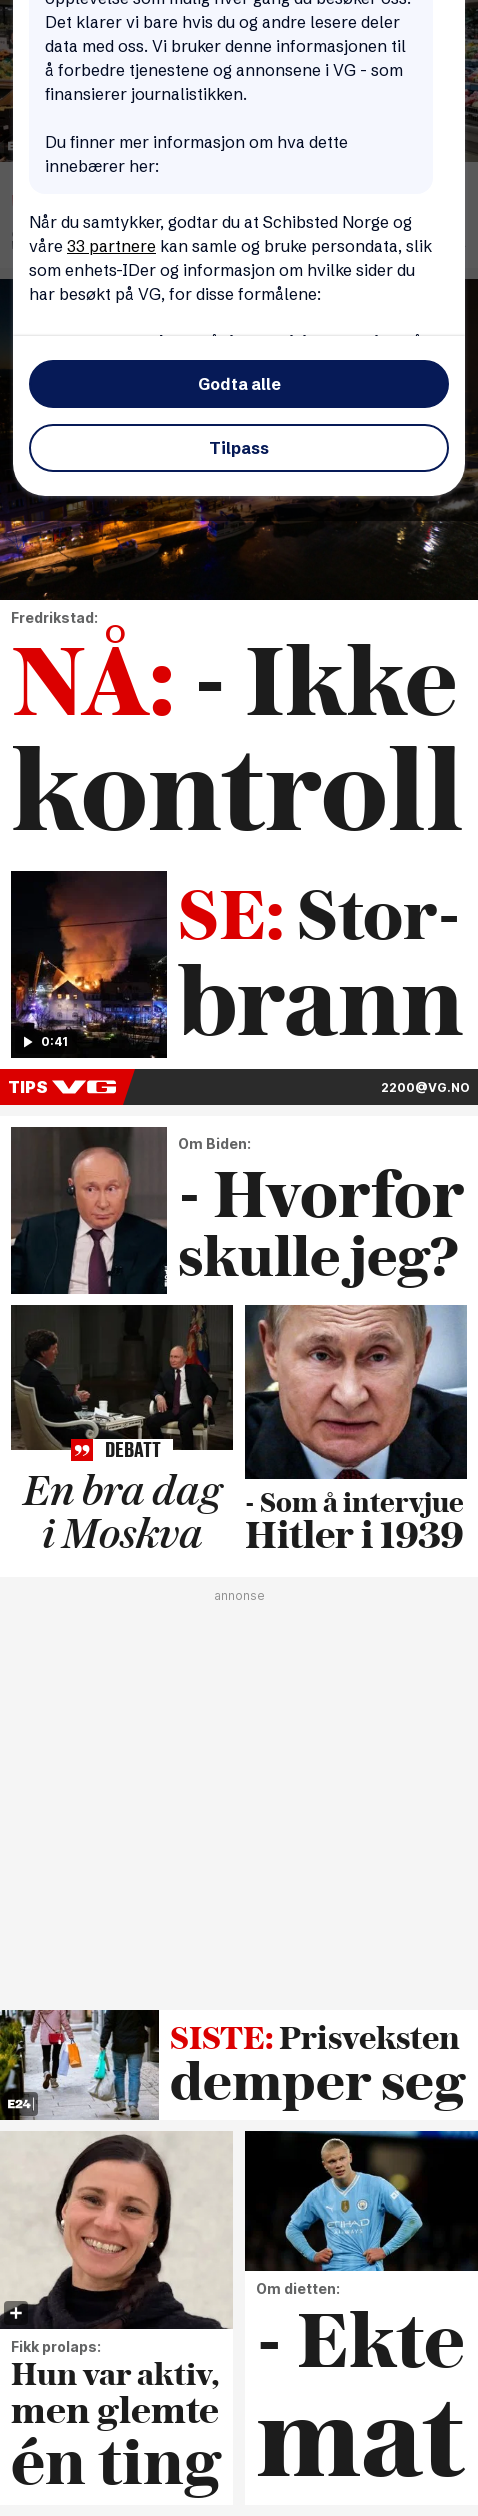 Det klarer vi bare hvis du og andre lesere deler
data med oss. Vi bruker denne informasjonen til
å forbedre tjenestene og annonsene i VG - som
finansierer journalistikken.
Du finner mer informasjon om hva dette
innebærer her:
Når du samtykker, godtar du at Schibsted Norge og
våre 33 partnere kan samle og bruke persondata, slik
som enhets-IDer og informasjon om hvilke sider du
har besøkt på VG, for disse formålene:
Godta alle
Tilpass
Fredrikstad:
NÅ: - Ikke
kontroll
0:41
SE: Stor-
brann
TIPS VG
2200@VG.NO
Om Biden:
- Hvorfor
skulle jeg?
DEBATT
En bra dag
i Moskva
- Som å intervjue
Hitler i 1939
annonse
E24
SISTE: Prisveksten
demper seg
Fikk prolaps:
Hun var aktiv,
men glemte
én ting
ETIHAD
AIRWAYS
Om dietten:
- Ekte
mat